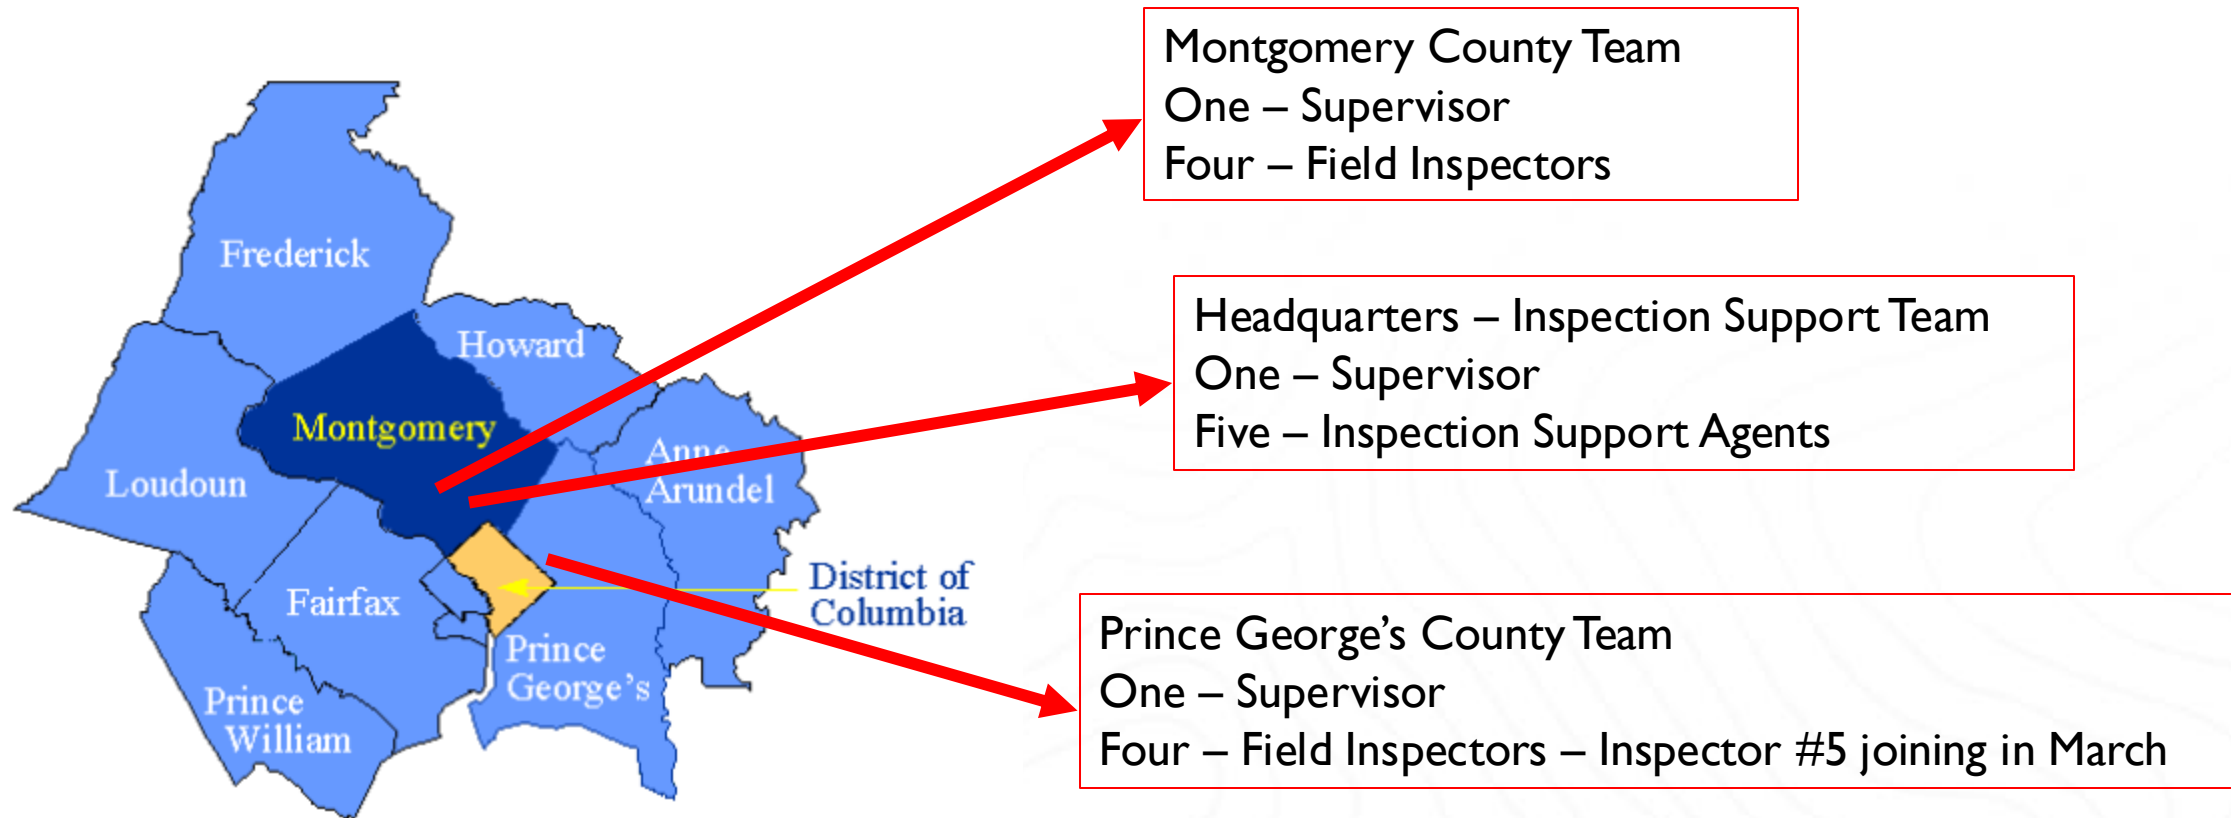 Montgomery County Team
One – Supervisor
Four – Field Inspectors
Frederick
Howard
Headquarters – Inspection Support Team
One – Supervisor
Five – Inspection Support Agents
Montgomery
Anne
Arundel
Loudoun
District of
Columbia
Fairfax
Prince
George's
Prince
William
Prince George’s County Team
One – Supervisor
Four – Field Inspectors – Inspector #5 joining in March